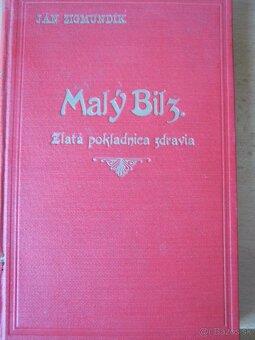 JÁN ZIGMUNDÍK
Malý Bilz.
Zlatá pokladnica zdravia